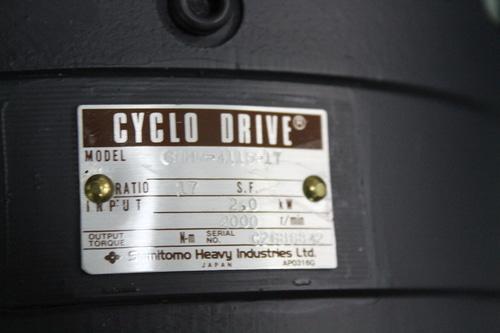 CYCLO DRIVE®
MODEL
RATIO 17 S.F.
INPUT 2.0 kW
2000 r/min
OUTPUT TORQUE N-m SERIAL NO.
Sumitomo Heavy Industries Ltd.
JAPAN AP0316G